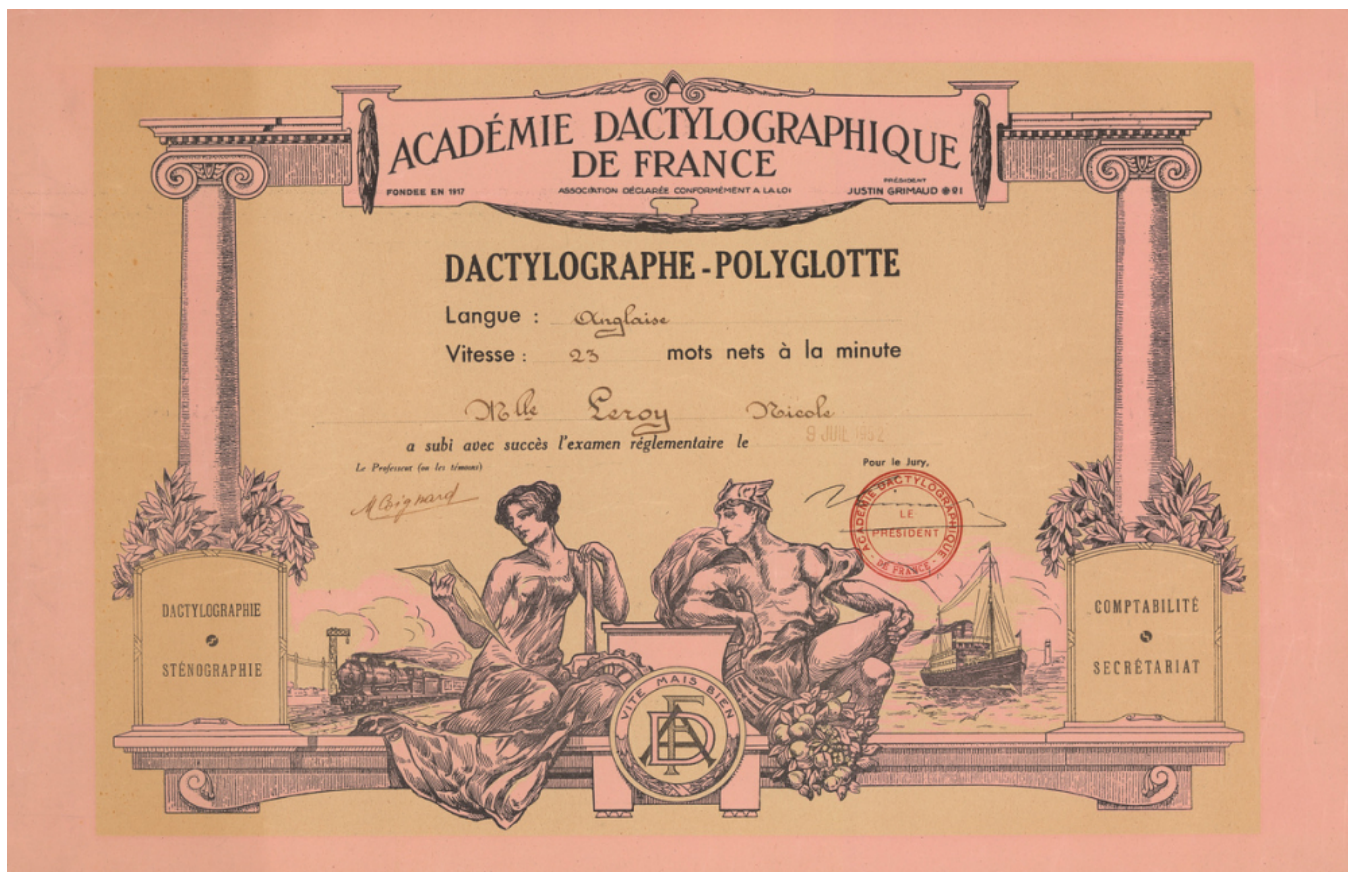 ACADÉMIE DACTYLOGRAPHIQUE
DE FRANCE
FONDEE EN 1917
ASSOCIATION DÉCLARÉE CONFORMÉMENT A LA LOI
PRÉSIDENT
JUSTIN GRIMAUD
DACTYLOGRAPHE-POLYGLOTTE
Langue : Anglaise
Vitesse : 23 mots nets à la minute
Mlle Leroy Nicole
a subi avec succès l'examen réglementaire le 9 JUIL 1952
Le Professeur (ou les témoins)
Pour le Jury,
M Coignard
ACADÉMIE DACTYLOGRAPHIQUE
DE FRANCE
LE
PRÉSIDENT
DACTYLOGRAPHIE
STÉNOGRAPHIE
COMPTABILITÉ
SECRÉTARIAT
VITE MAIS BIEN
ADF